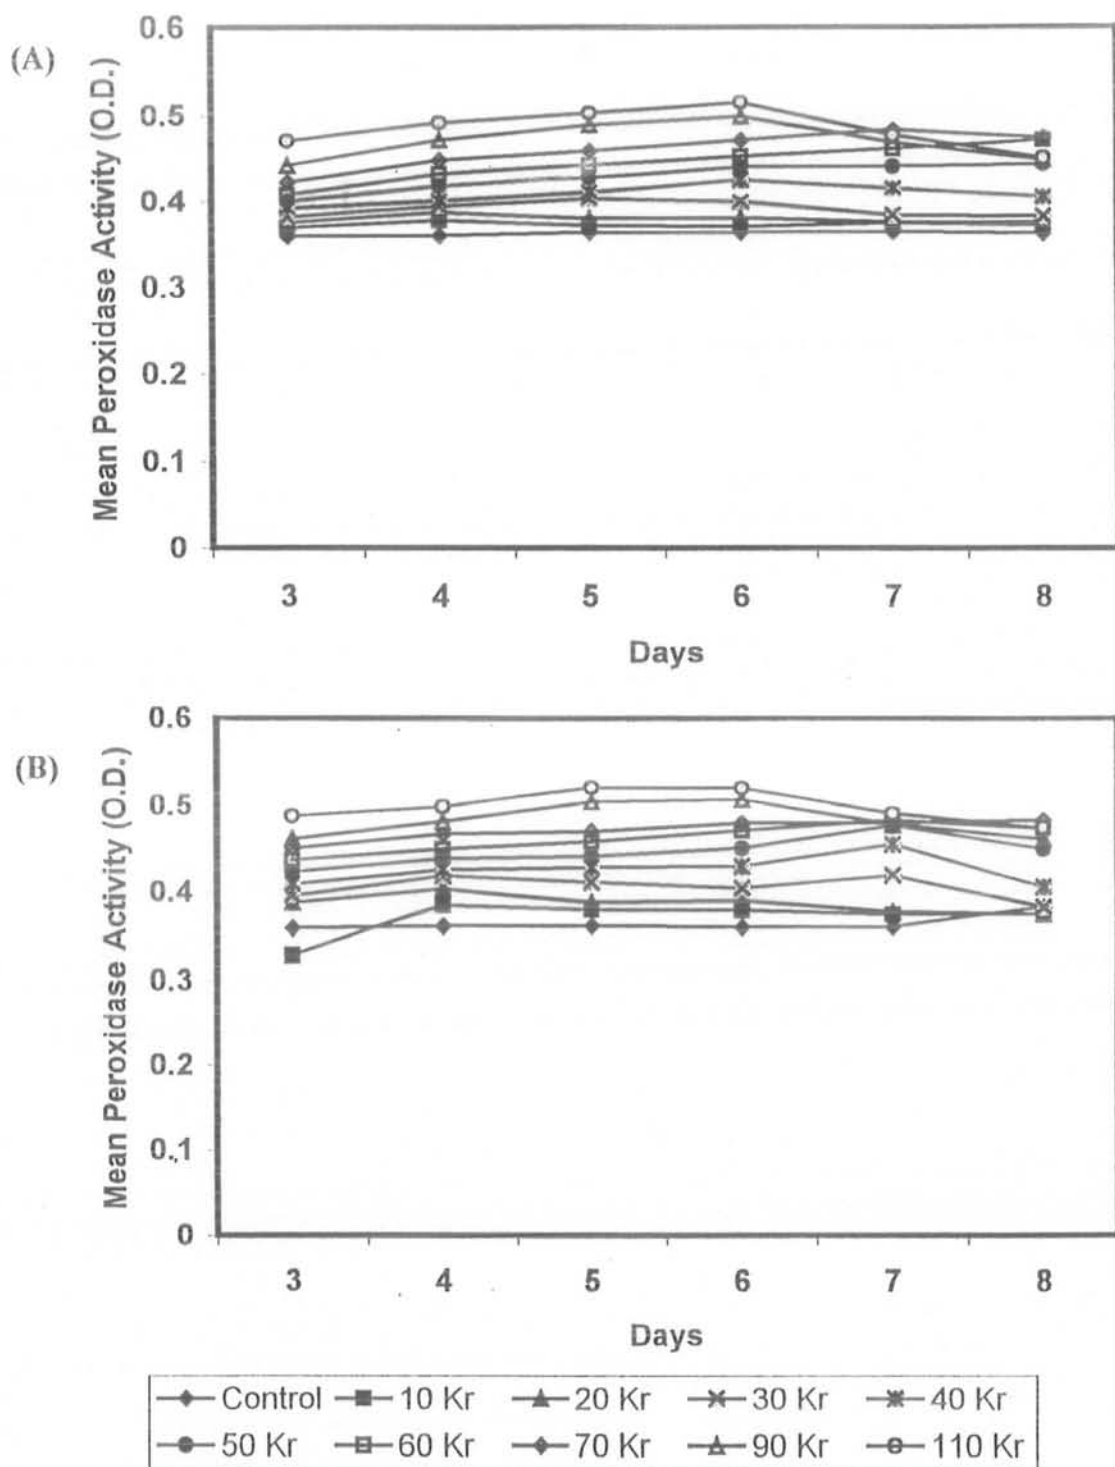 (A)
Mean Peroxidase Activity (O.D.)
0.6
0.5
0.4
0.3
0.2
0.1
0
3 4 5 6 7 8
Days
(B)
Mean Peroxidase Activity (O.D.)
0.6
0.5
0.4
0.3
0.2
0.1
0
3 4 5 6 7 8
Days
Control 10 Kr 20 Kr 30 Kr 40 Kr
50 Kr 60 Kr 70 Kr 90 Kr 110 Kr